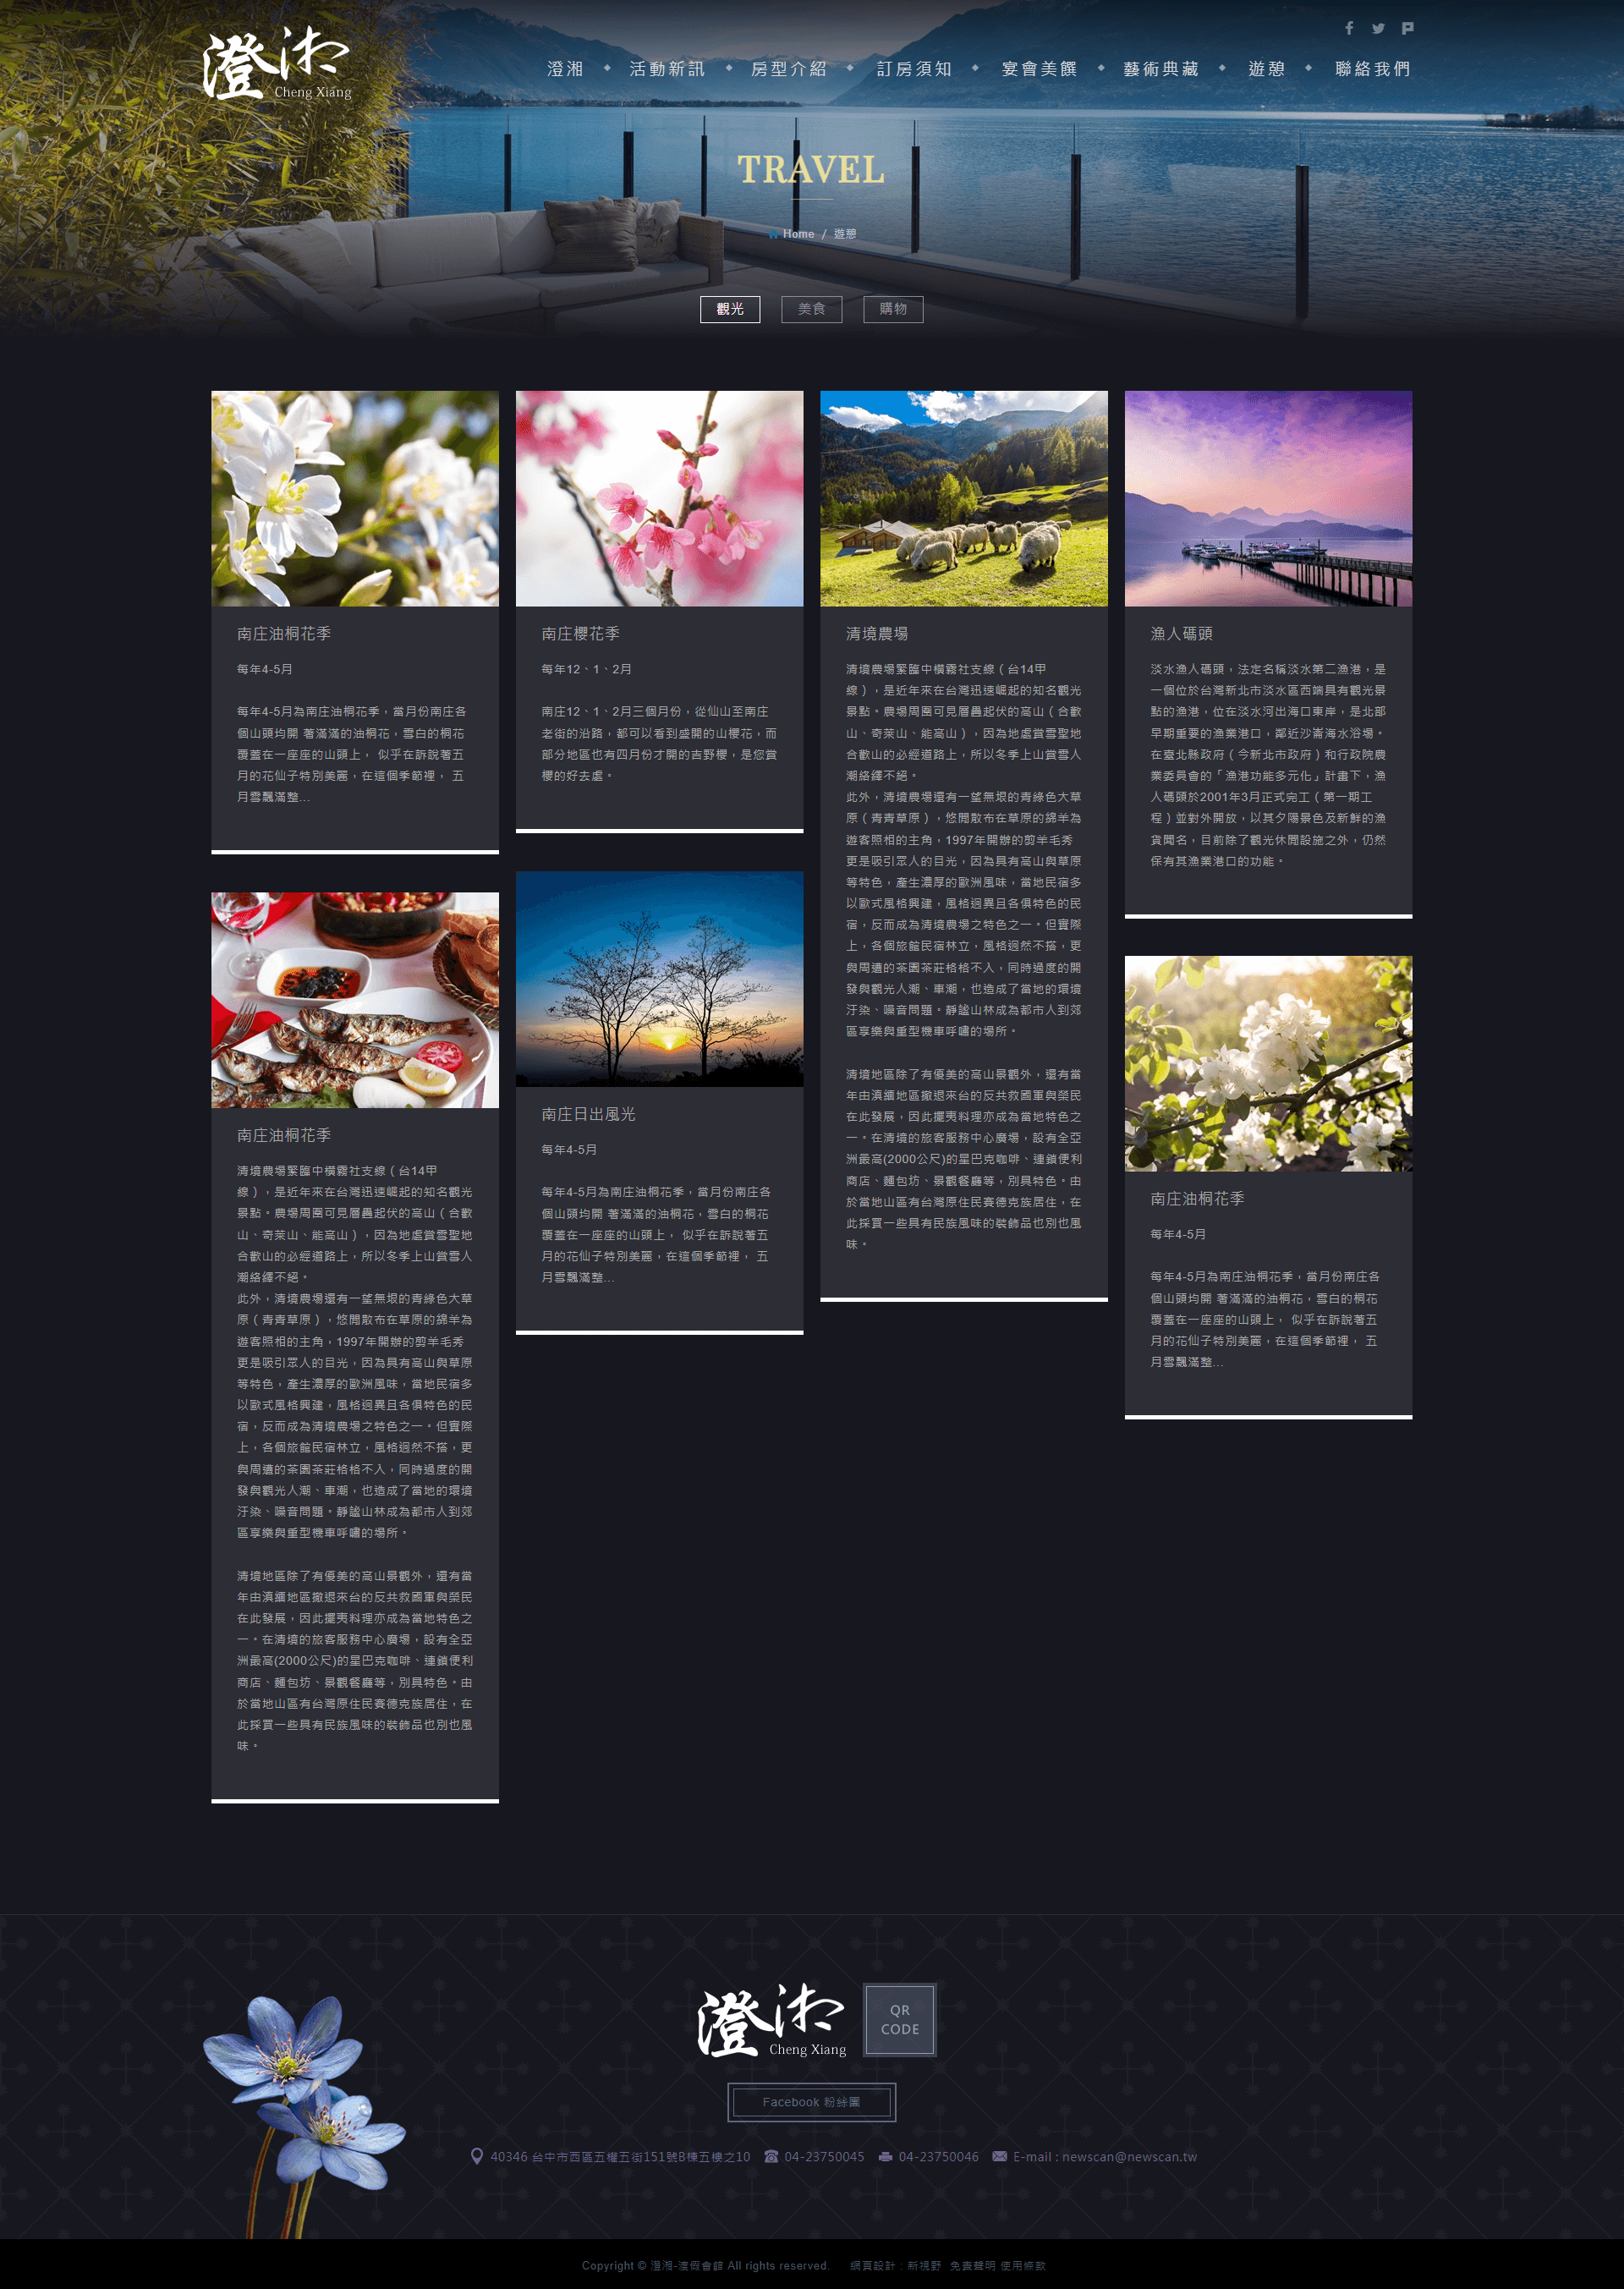 澄湘
Cheng Xiang
澄湘 活動新訊 房型介紹 訂房須知 宴會美饌 藝術典藏 遊憩 聯絡我們
TRAVEL
Home / 遊憩
觀光 美食 購物
南庄油桐花季
每年4-5月
每年4-5月為南庄油桐花季，當月份南庄各
個山頭均開 著滿滿的油桐花，雪白的桐花
覆蓋在一座座的山頭上， 似乎在訴說著五
月的花仙子特別美麗，在這個季節裡， 五
月雪飄滿整...
南庄櫻花季
每年12、1、2月
南庄12、1、2月三個月份，從仙山至南庄
老街的沿路，都可以看到盛開的山櫻花，而
部分地區也有四月份才開的吉野櫻，是您賞
櫻的好去處。
清境農場
清境農場緊臨中橫霧社支線（台14甲
線），是近年來在台灣迅速崛起的知名觀光
景點。農場周圍可見層疊起伏的高山（合歡
山、奇萊山、能高山），因為地處賞雪聖地
合歡山的必經道路上，所以冬季上山賞雪人
潮絡繹不絕。
此外，清境農場還有一望無垠的青綠色大草
原（青青草原），悠閒散布在草原的綿羊為
遊客照相的主角，1997年開辦的剪羊毛秀
更是吸引眾人的目光，因為具有高山與草原
等特色，產生濃厚的歐洲風味，當地民宿多
以歐式風格興建，風格迥異且各俱特色的民
宿，反而成為清境農場之特色之一。但實際
上，各個旅館民宿林立，風格迥然不搭，更
與周遭的茶園茶莊格格不入，同時過度的開
發與觀光人潮、車潮，也造成了當地的環境
汙染、噪音問題。靜謐山林成為都市人到郊
區享樂與重型機車呼嘯的場所。
清境地區除了有優美的高山景觀外，還有當
年由滇緬地區撤退來台的反共救國軍與榮民
在此發展，因此擺夷料理亦成為當地特色之
一。在清境的旅客服務中心廣場，設有全亞
洲最高(2000公尺)的星巴克咖啡、連鎖便利
商店、麵包坊、景觀餐廳等，別具特色。由
於當地山區有台灣原住民賽德克族居住，在
此採買一些具有民族風味的裝飾品也別也風
味。
漁人碼頭
淡水漁人碼頭，法定名稱淡水第二漁港，是
一個位於台灣新北市淡水區西端具有觀光景
點的漁港，位在淡水河出海口東岸，是北部
早期重要的漁業港口，鄰近沙崙海水浴場。
在臺北縣政府（今新北市政府）和行政院農
業委員會的「漁港功能多元化」計畫下，漁
人碼頭於2001年3月正式完工（第一期工
程）並對外開放，以其夕陽景色及新鮮的漁
貨聞名，目前除了觀光休閒設施之外，仍然
保有其漁業港口的功能。
南庄油桐花季
清境農場緊臨中橫霧社支線（台14甲
線），是近年來在台灣迅速崛起的知名觀光
景點。農場周圍可見層疊起伏的高山（合歡
山、奇萊山、能高山），因為地處賞雪聖地
合歡山的必經道路上，所以冬季上山賞雪人
潮絡繹不絕。
此外，清境農場還有一望無垠的青綠色大草
原（青青草原），悠閒散布在草原的綿羊為
遊客照相的主角，1997年開辦的剪羊毛秀
更是吸引眾人的目光，因為具有高山與草原
等特色，產生濃厚的歐洲風味，當地民宿多
以歐式風格興建，風格迥異且各俱特色的民
宿，反而成為清境農場之特色之一。但實際
上，各個旅館民宿林立，風格迥然不搭，更
與周遭的茶園茶莊格格不入，同時過度的開
發與觀光人潮、車潮，也造成了當地的環境
汙染、噪音問題。靜謐山林成為都市人到郊
區享樂與重型機車呼嘯的場所。
清境地區除了有優美的高山景觀外，還有當
年由滇緬地區撤退來台的反共救國軍與榮民
在此發展，因此擺夷料理亦成為當地特色之
一。在清境的旅客服務中心廣場，設有全亞
洲最高(2000公尺)的星巴克咖啡、連鎖便利
商店、麵包坊、景觀餐廳等，別具特色。由
於當地山區有台灣原住民賽德克族居住，在
此採買一些具有民族風味的裝飾品也別也風
味。
南庄日出風光
每年4-5月
每年4-5月為南庄油桐花季，當月份南庄各
個山頭均開 著滿滿的油桐花，雪白的桐花
覆蓋在一座座的山頭上， 似乎在訴說著五
月的花仙子特別美麗，在這個季節裡， 五
月雪飄滿整...
南庄油桐花季
每年4-5月
每年4-5月為南庄油桐花季，當月份南庄各
個山頭均開 著滿滿的油桐花，雪白的桐花
覆蓋在一座座的山頭上， 似乎在訴說著五
月的花仙子特別美麗，在這個季節裡， 五
月雪飄滿整...
澄湘
Cheng Xiang
QR
CODE
Facebook 粉絲團
40346 台中市西區五權五街151號B棟五樓之10 04-23750045 04-23750046 E-mail : newscan@newscan.tw
Copyright © 澄湘-渡假會館 All rights reserved. 網頁設計 : 新視野 免責聲明 使用條款